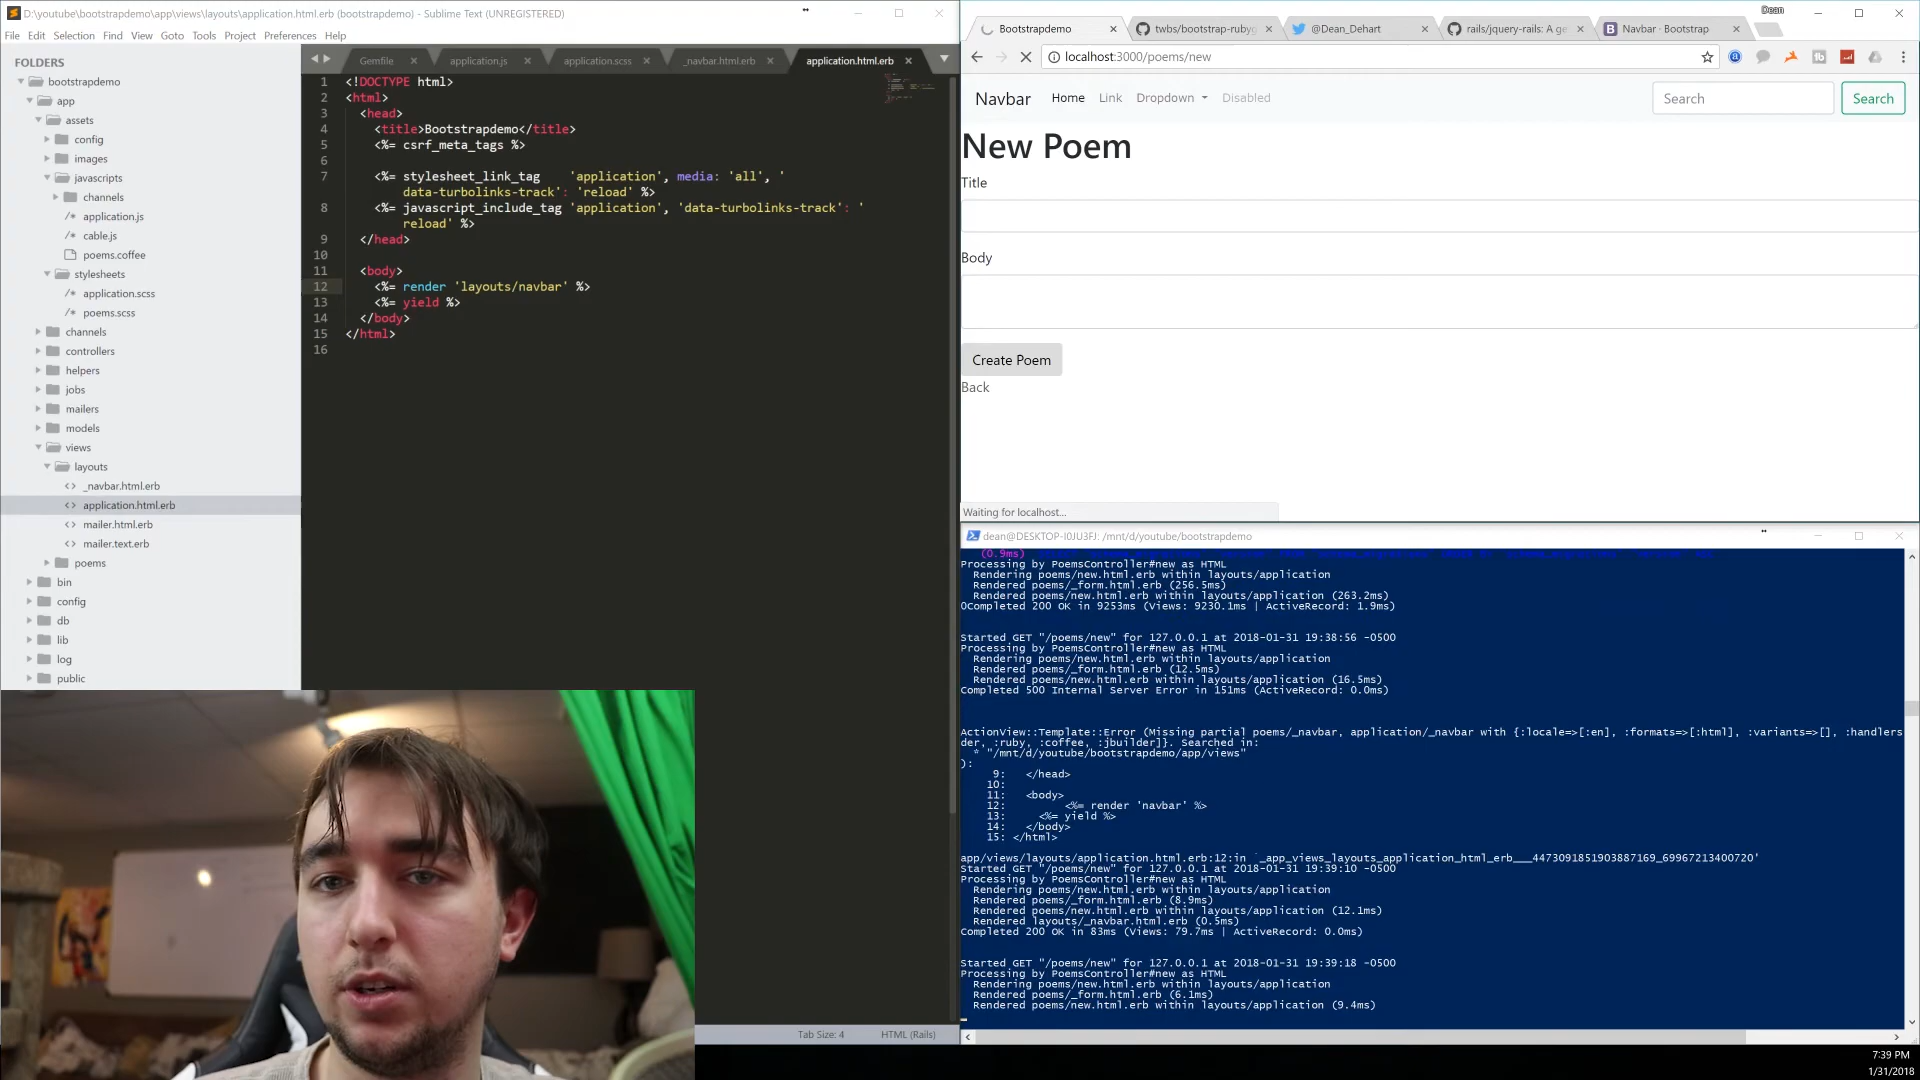 D:\youtube\bootstrapdemo\app\views\layouts\application.html.erb (bootstrapdemo) - Sublime Text (UNREGISTERED)
File Edit Selection Find View Goto Tools Project Preferences Help
FOLDERS
bootstrapdemo
app
assets
config
images
javascripts
channels
application.js
cable.js
poems.coffee
stylesheets
application.scss
poems.scss
channels
controllers
helpers
jobs
mailers
models
views
layouts
_navbar.html.erb
application.html.erb
mailer.html.erb
mailer.text.erb
poems
bin
config
db
lib
log
public
Gemfile application.js application.scss _navbar.html.erb application.html.erb
1 <!DOCTYPE html>
2 <html>
3 <head>
4 <title>Bootstrapdemo</title>
5 <%= csrf_meta_tags %>
6
7 <%= stylesheet_link_tag 'application', media: 'all', '
data-turbolinks-track': 'reload' %>
8 <%= javascript_include_tag 'application', 'data-turbolinks-track': '
reload' %>
9 </head>
10
11 <body>
12 <%= render 'layouts/navbar' %>
13 <%= yield %>
14 </body>
15 </html>
16
Tab Size: 4 HTML (Rails)
Dean
Bootstrapdemo twbs/bootstrap-rubyg @Dean_Dehart rails/jquery-rails: A ge Navbar · Bootstrap
localhost:3000/poems/new
Navbar Home Link Dropdown Disabled Search Search
New Poem
Title
Body
Create Poem
Back
Waiting for localhost...
dean@DESKTOP-I0JU3FJ: /mnt/d/youtube/bootstrapdemo
(0.9ms)
Processing by PoemsController#new as HTML
Rendering poems/new.html.erb within layouts/application
Rendered poems/_form.html.erb (256.5ms)
Rendered poems/new.html.erb within layouts/application (263.2ms)
0Completed 200 OK in 9253ms (Views: 9230.1ms | ActiveRecord: 1.9ms)
Started GET "/poems/new" for 127.0.0.1 at 2018-01-31 19:38:56 -0500
Processing by PoemsController#new as HTML
Rendering poems/new.html.erb within layouts/application
Rendered poems/_form.html.erb (12.5ms)
Rendered poems/new.html.erb within layouts/application (16.5ms)
Completed 500 Internal Server Error in 151ms (ActiveRecord: 0.0ms)
ActionView::Template::Error (Missing partial poems/_navbar, application/_navbar with {:locale=>[:en], :formats=>[:html], :variants=>[], :handlers
der, :ruby, :coffee, :jbuilder]}. Searched in:
* "/mnt/d/youtube/bootstrapdemo/app/views"
):
9: </head>
10:
11: <body>
12: <%= render 'navbar' %>
13: <%= yield %>
14: </body>
15: </html>
app/views/layouts/application.html.erb:12:in `_app_views_layouts_application_html_erb___4473091851903887169_69967213400720'
Started GET "/poems/new" for 127.0.0.1 at 2018-01-31 19:39:10 -0500
Processing by PoemsController#new as HTML
Rendering poems/new.html.erb within layouts/application
Rendered poems/_form.html.erb (8.9ms)
Rendered poems/new.html.erb within layouts/application (12.1ms)
Rendered layouts/_navbar.html.erb (0.5ms)
Completed 200 OK in 83ms (Views: 79.7ms | ActiveRecord: 0.0ms)
Started GET "/poems/new" for 127.0.0.1 at 2018-01-31 19:39:18 -0500
Processing by PoemsController#new as HTML
Rendering poems/new.html.erb within layouts/application
Rendered poems/_form.html.erb (6.1ms)
Rendered poems/new.html.erb within layouts/application (9.4ms)
7:39 PM
1/31/2018